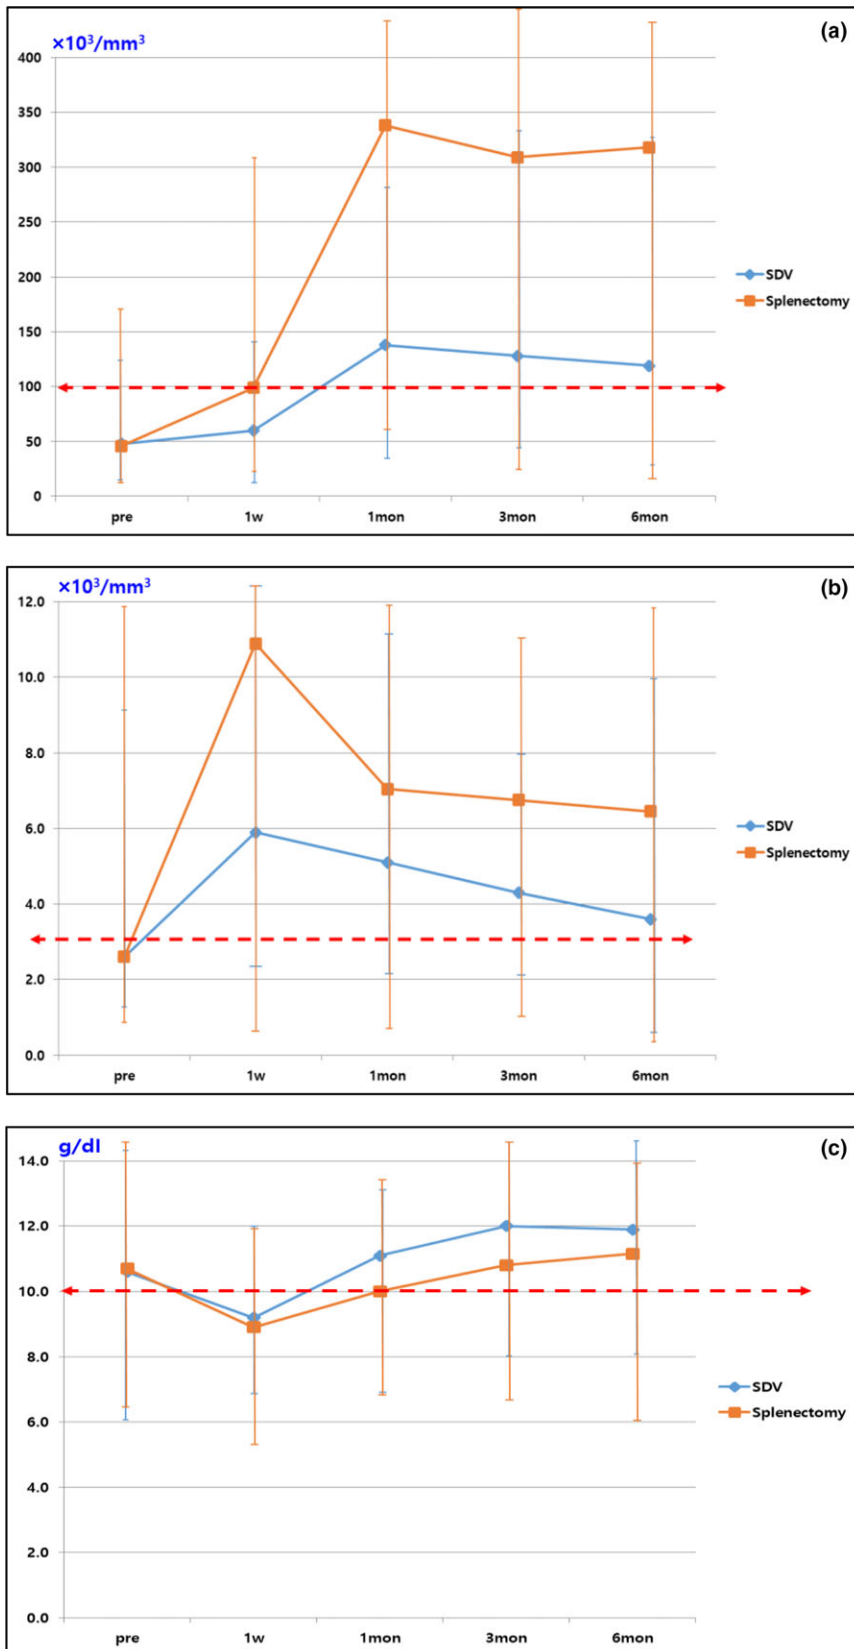 ×10³/mm³
(a)
400
350
300
250
200
150
100
50
0
pre 1w 1mon 3mon 6mon
SDV
Splenectomy
×10³/mm³
(b)
12.0
10.0
8.0
6.0
4.0
2.0
0.0
pre 1w 1mon 3mon 6mon
SDV
Splenectomy
g/dl
(c)
14.0
12.0
10.0
8.0
6.0
4.0
2.0
0.0
pre 1w 1mon 3mon 6mon
SDV
Splenectomy